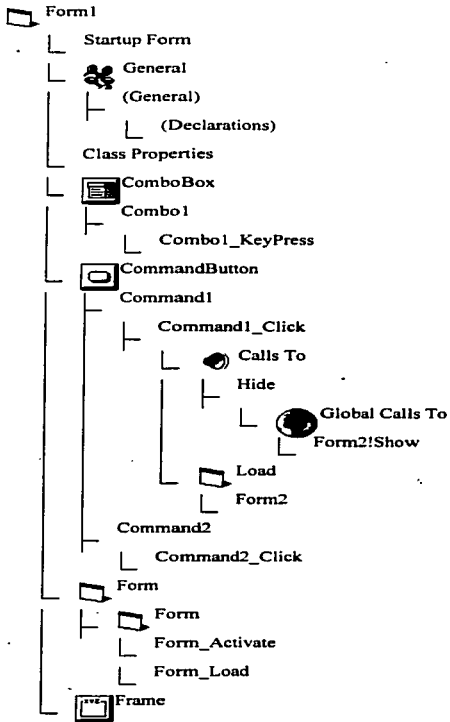 Form1
Startup Form
General
(General)
(Declarations)
Class Properties
ComboBox
Combo1
Combo1_KeyPress
CommandButton
Command1
Command1_Click
Calls To
Hide
Global Calls To
Form2!Show
Load
Form2
Command2
Command2_Click
Form
Form
Form_Activate
Form_Load
Frame